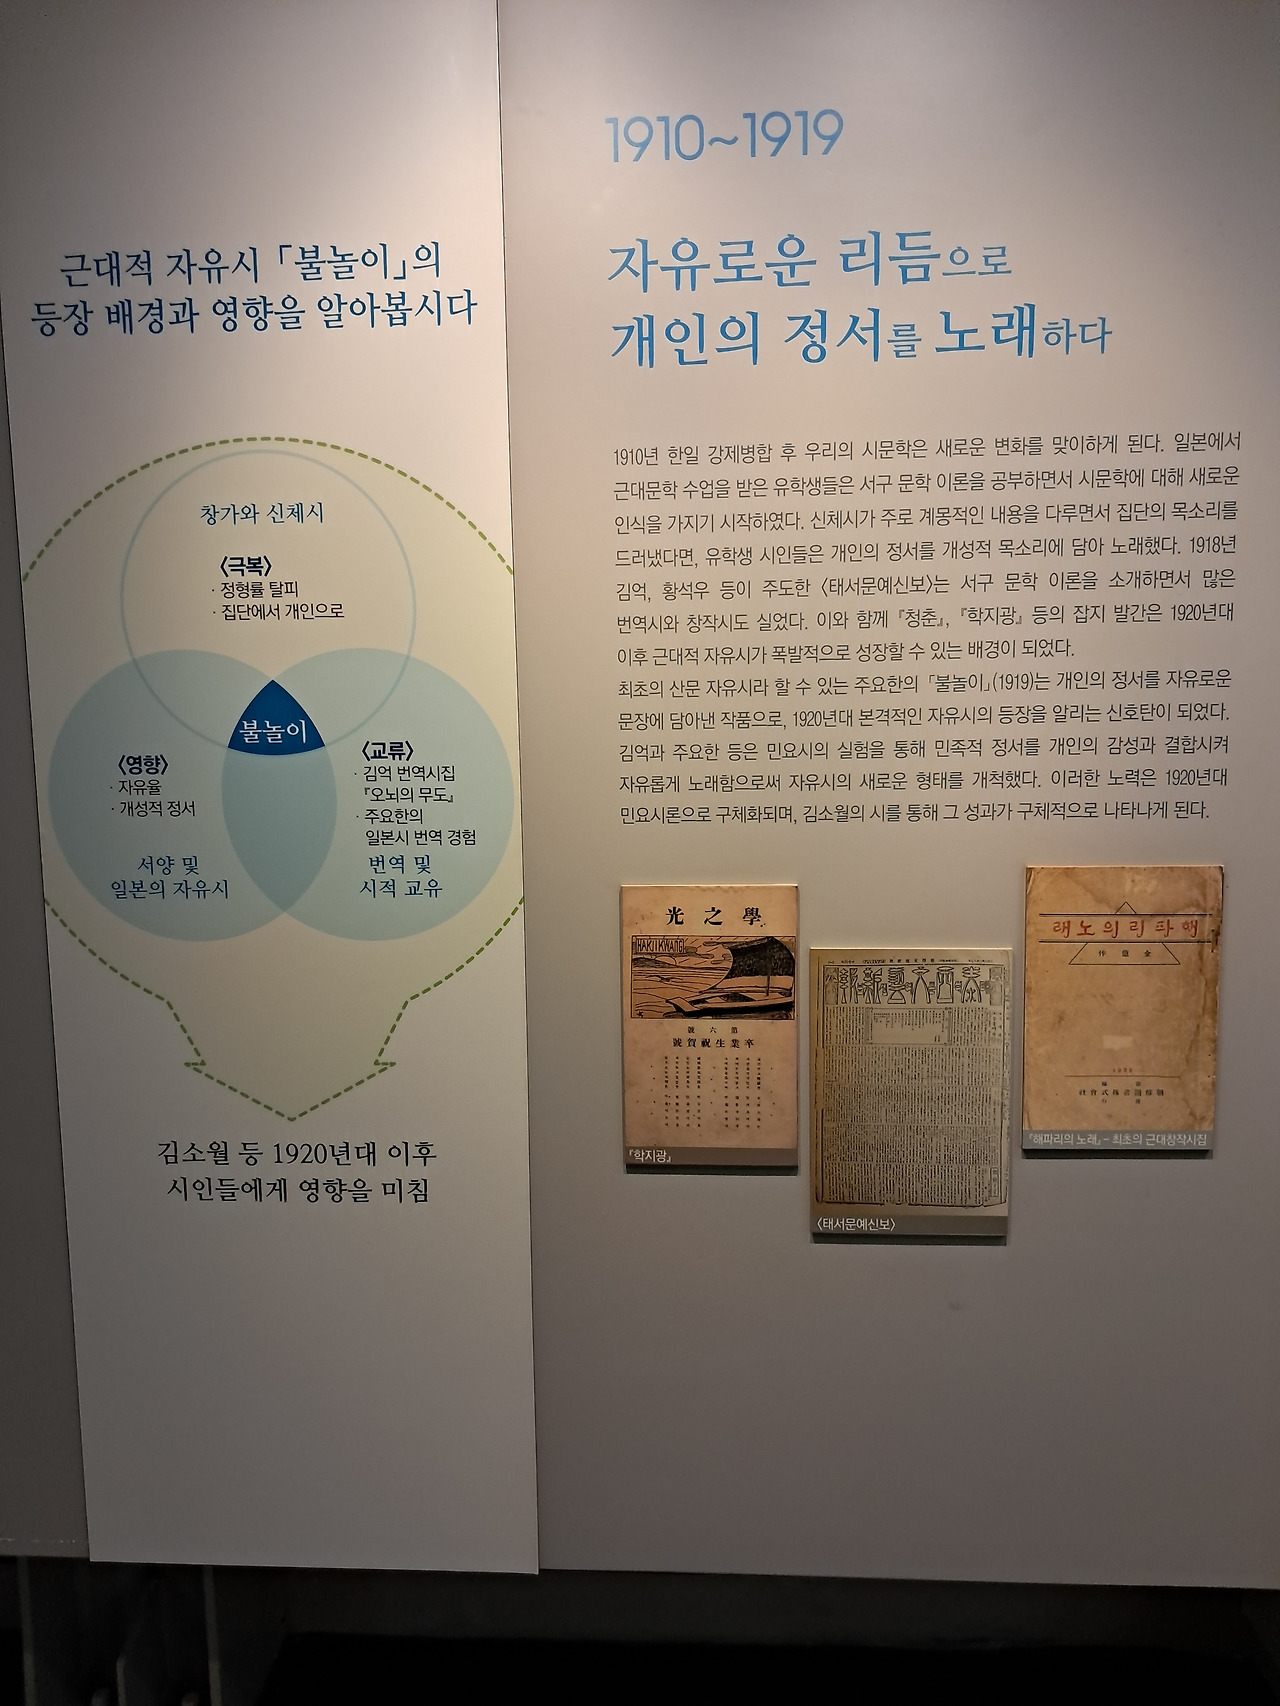 근대적 자유시 「불놀이」의
등장 배경과 영향을 알아봅시다
창가와 신체시
〈극복〉
· 정형률 탈피
· 집단에서 개인으로
불놀이
〈영향〉
· 자유율
· 개성적 정서
서양 및
일본의 자유시
〈교류〉
· 김억 번역시집
『오뇌의 무도』
· 주요한의
일본시 번역 경험
번역 및
시적 교유
김소월 등 1920년대 이후
시인들에게 영향을 미침
1910~1919
자유로운 리듬으로
개인의 정서를 노래하다
1910년 한일 강제병합 후 우리의 시문학은 새로운 변화를 맞이하게 된다. 일본에서
근대문학 수업을 받은 유학생들은 서구 문학 이론을 공부하면서 시문학에 대해 새로운
인식을 가지기 시작하였다. 신체시가 주로 계몽적인 내용을 다루면서 집단의 목소리를
드러냈다면, 유학생 시인들은 개인의 정서를 개성적 목소리에 담아 노래했다. 1918년
김억, 황석우 등이 주도한 〈태서문예신보〉는 서구 문학 이론을 소개하면서 많은
번역시와 창작시도 실었다. 이와 함께 『청춘』, 『학지광』 등의 잡지 발간은 1920년대
이후 근대적 자유시가 폭발적으로 성장할 수 있는 배경이 되었다.
최초의 산문 자유시라 할 수 있는 주요한의 「불놀이」(1919)는 개인의 정서를 자유로운
문장에 담아낸 작품으로, 1920년대 본격적인 자유시의 등장을 알리는 신호탄이 되었다.
김억과 주요한 등은 민요시의 실험을 통해 민족적 정서를 개인의 감성과 결합시켜
자유롭게 노래함으로써 자유시의 새로운 형태를 개척했다. 이러한 노력은 1920년대
민요시론으로 구체화되며, 김소월의 시를 통해 그 성과가 구체적으로 나타나게 된다.
光之學
HAKJIKWANG
號六第
號賀祝生業卒
『학지광』
報新藝文西泰
〈태서문예신보〉
래노의리파해
作億金
『해파리의 노래』 - 최초의 근대창작시집